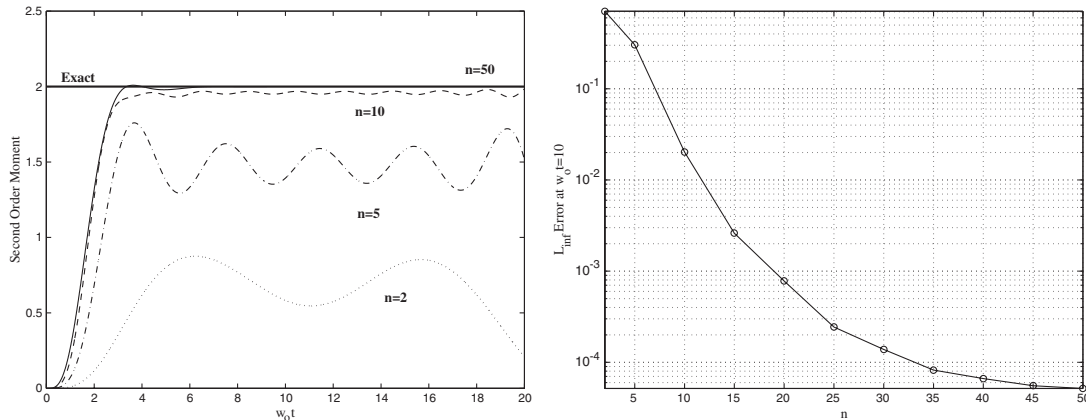 2.5
2
1.5
1
0.5
0
Exact
n=50
n=10
n=5
n=2
Second Order Moment
0 2 4 6 8 10 12 14 16 18 20
w_o t
10^-1
10^-2
10^-3
10^-4
L_inf Error at w_o t=10
5 10 15 20 25 30 35 40 45 50
n